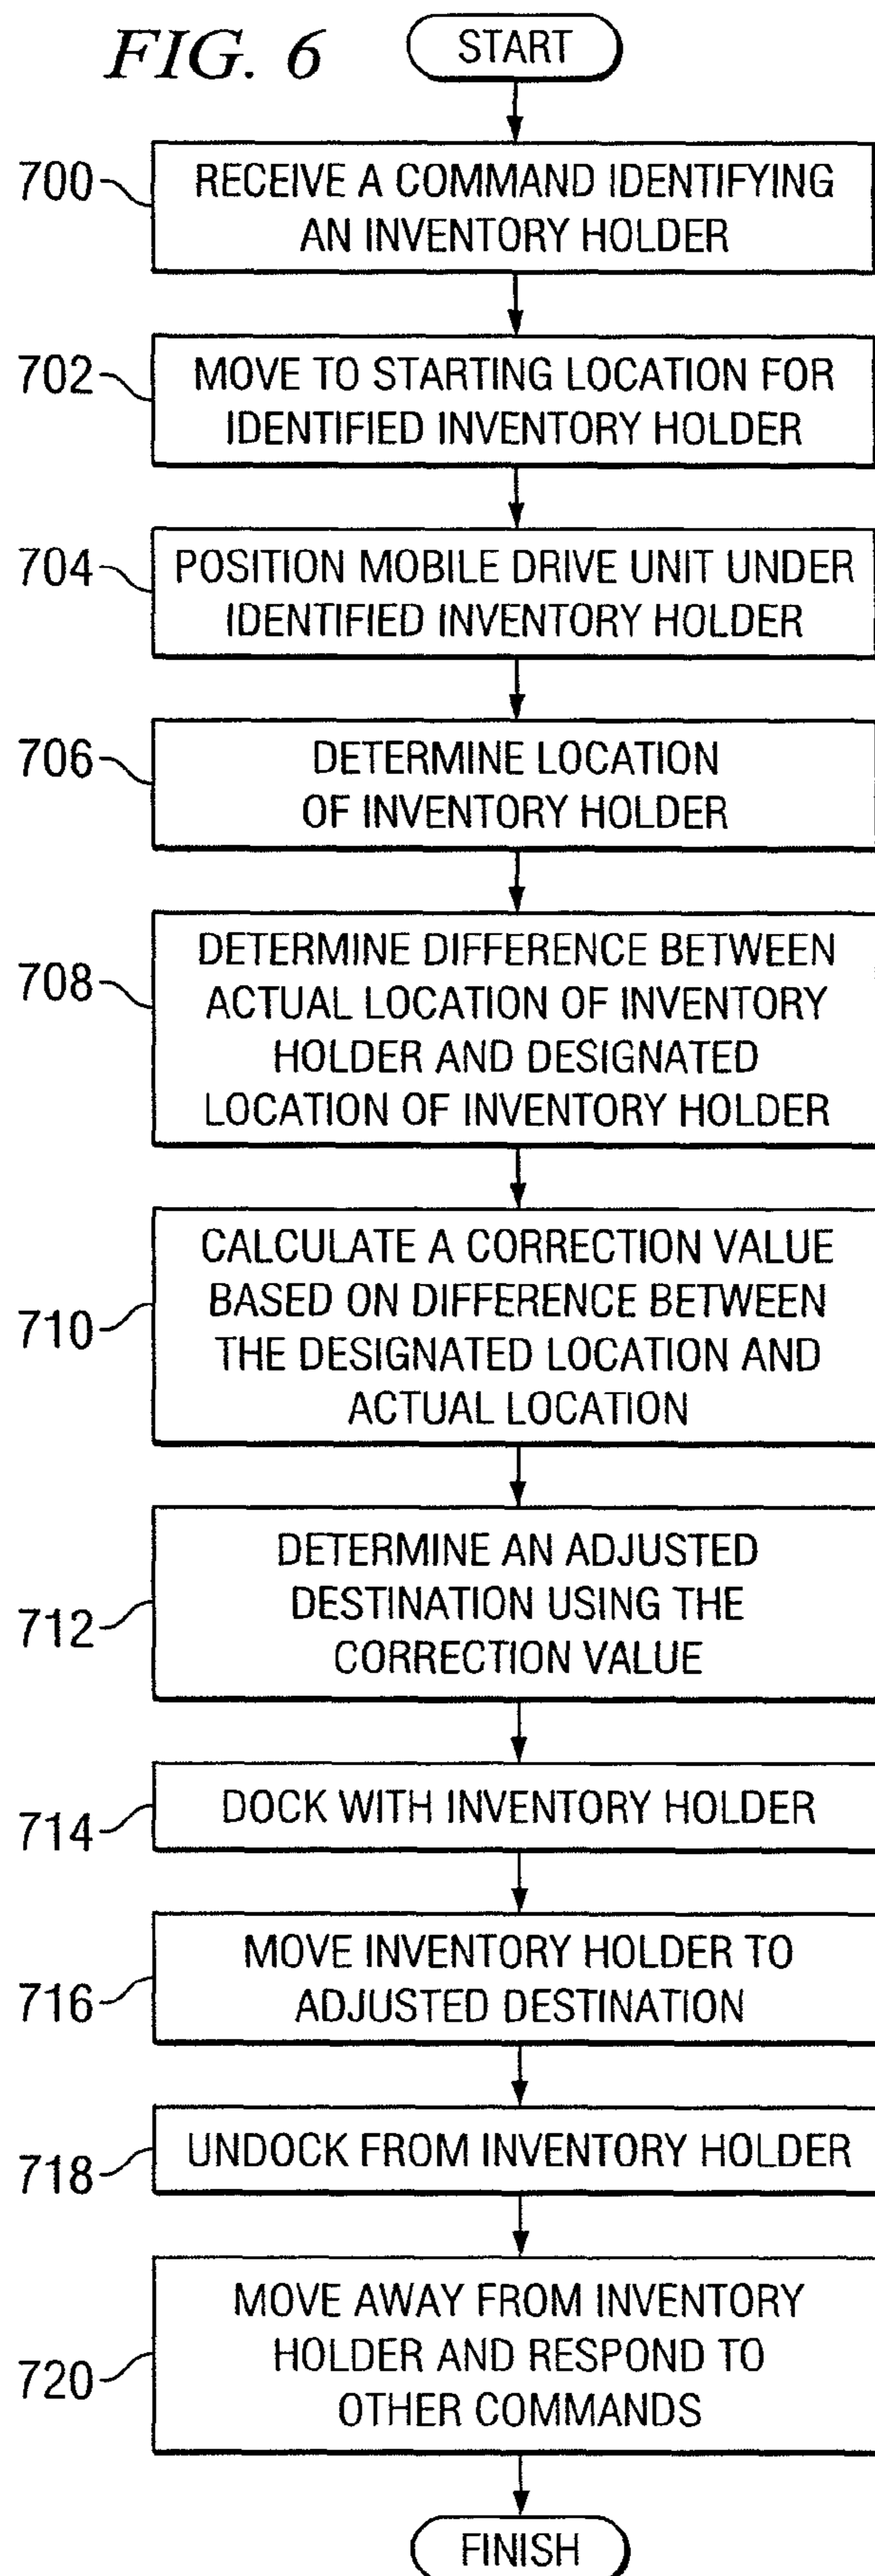 FIG. 6
START
700
RECEIVE A COMMAND IDENTIFYING
AN INVENTORY HOLDER
702
MOVE TO STARTING LOCATION FOR
IDENTIFIED INVENTORY HOLDER
704
POSITION MOBILE DRIVE UNIT UNDER
IDENTIFIED INVENTORY HOLDER
706
DETERMINE LOCATION
OF INVENTORY HOLDER
708
DETERMINE DIFFERENCE BETWEEN
ACTUAL LOCATION OF INVENTORY
HOLDER AND DESIGNATED
LOCATION OF INVENTORY HOLDER
710
CALCULATE A CORRECTION VALUE
BASED ON DIFFERENCE BETWEEN
THE DESIGNATED LOCATION AND
ACTUAL LOCATION
712
DETERMINE AN ADJUSTED
DESTINATION USING THE
CORRECTION VALUE
714
DOCK WITH INVENTORY HOLDER
716
MOVE INVENTORY HOLDER TO
ADJUSTED DESTINATION
718
UNDOCK FROM INVENTORY HOLDER
720
MOVE AWAY FROM INVENTORY
HOLDER AND RESPOND TO
OTHER COMMANDS
FINISH